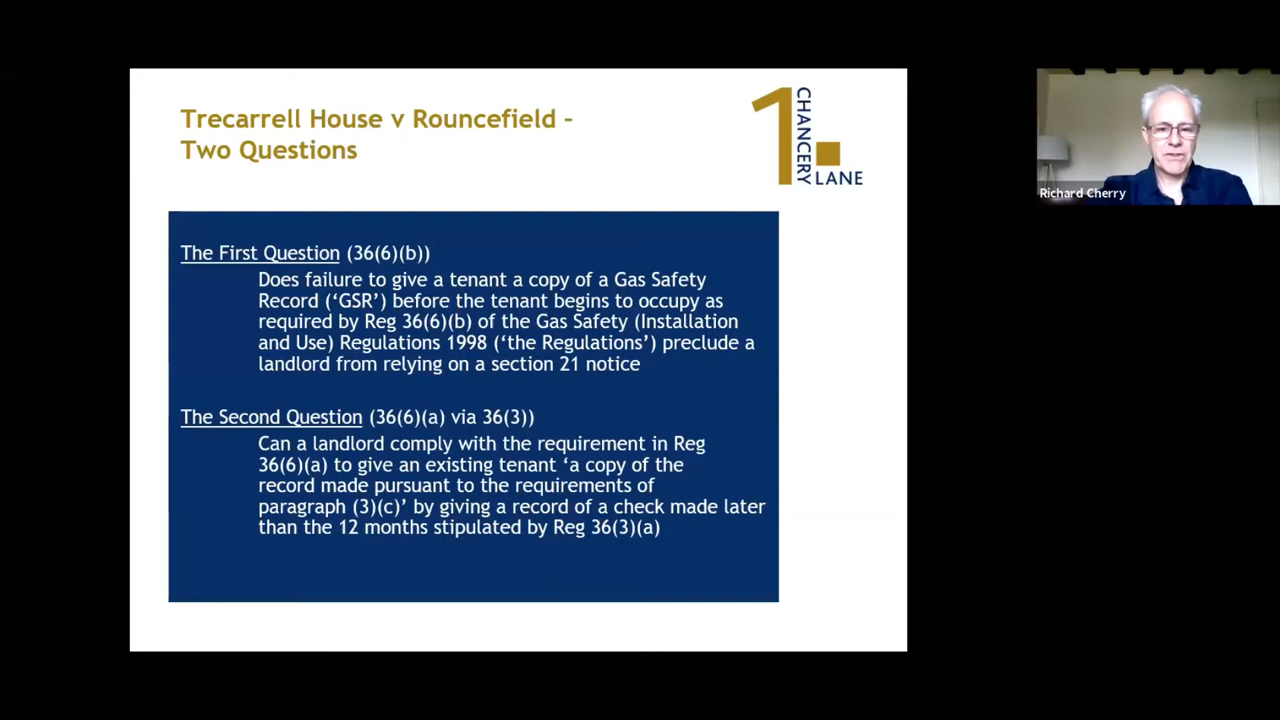 Trecarrell House v Rouncefield –
Two Questions
1 CHANCERY LANE
Richard Cherry
The First Question (36(6)(b))
Does failure to give a tenant a copy of a Gas Safety
Record (‘GSR’) before the tenant begins to occupy as
required by Reg 36(6)(b) of the Gas Safety (Installation
and Use) Regulations 1998 (‘the Regulations’) preclude a
landlord from relying on a section 21 notice
The Second Question (36(6)(a) via 36(3))
Can a landlord comply with the requirement in Reg
36(6)(a) to give an existing tenant ‘a copy of the
record made pursuant to the requirements of
paragraph (3)(c)’ by giving a record of a check made later
than the 12 months stipulated by Reg 36(3)(a)